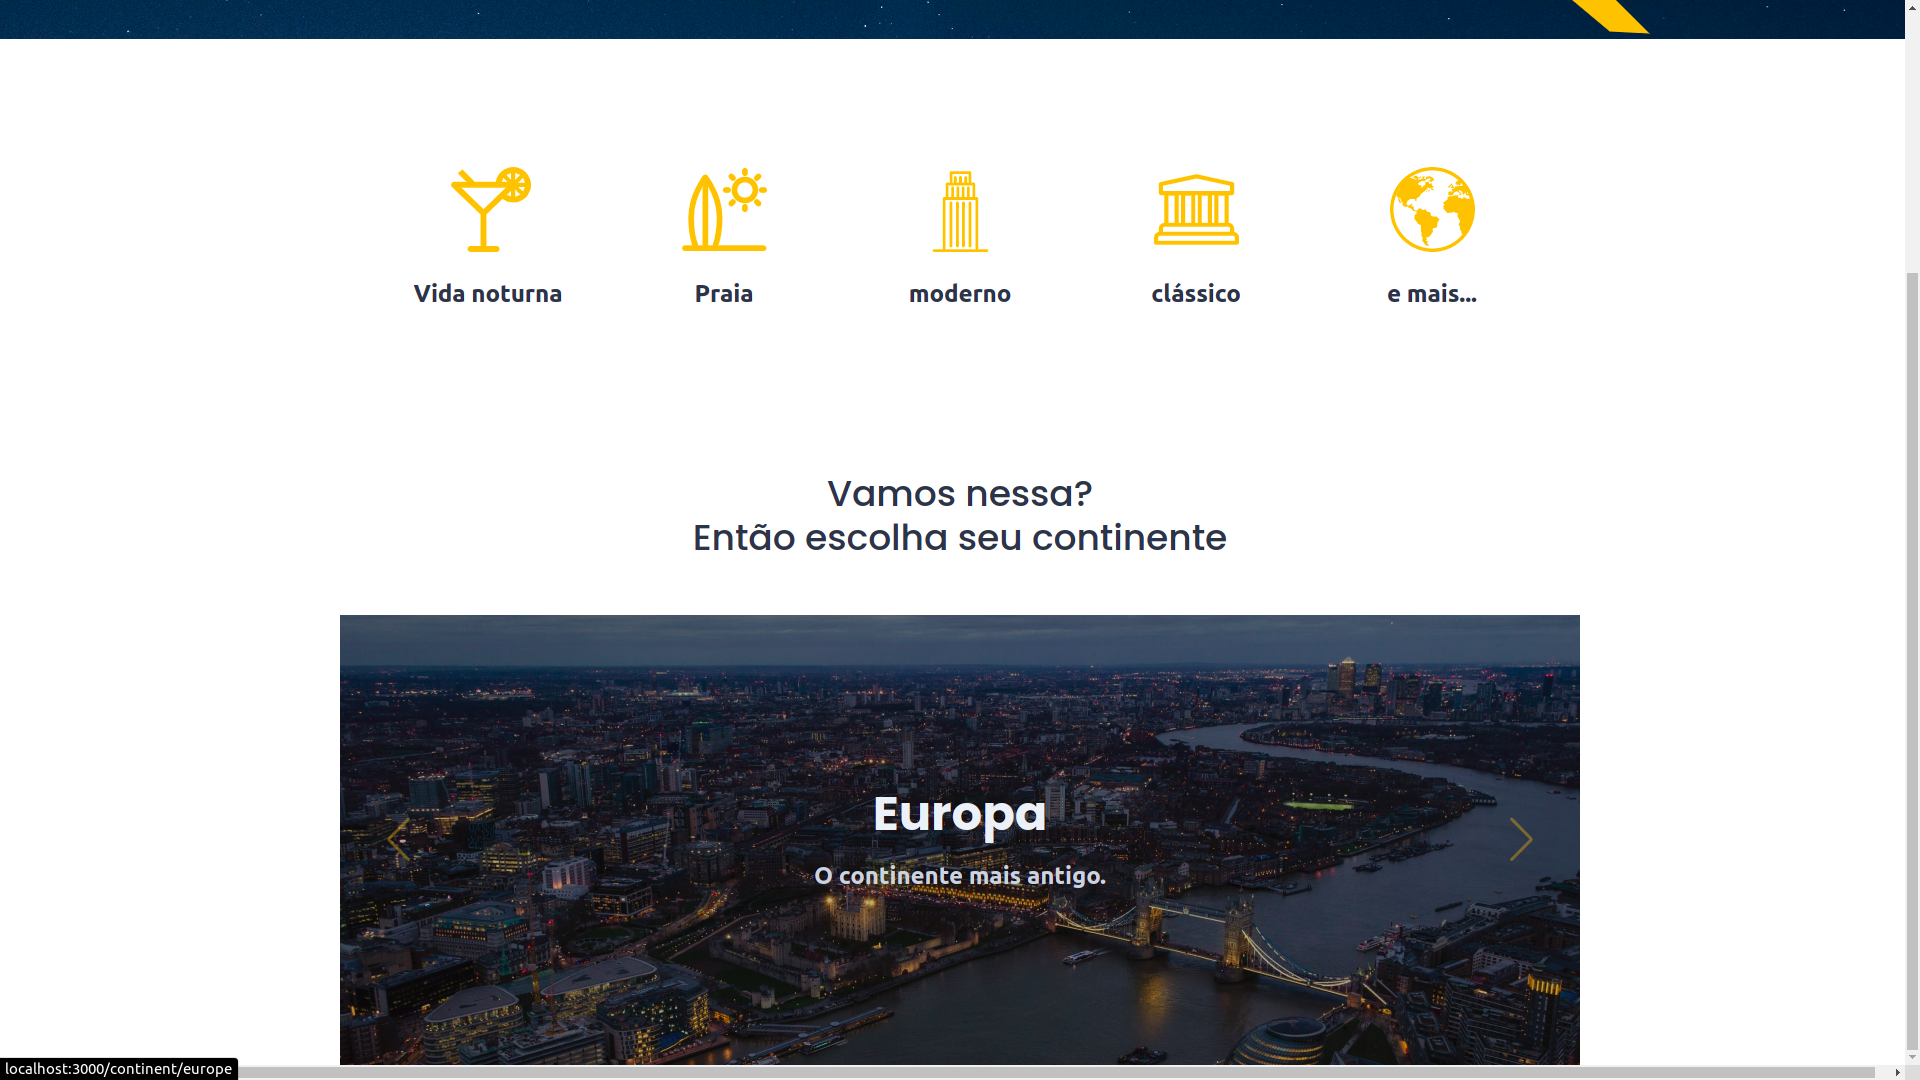 Vida noturna
Praia
moderno
clássico
e mais...
Vamos nessa?
Então escolha seu continente
Europa
O continente mais antigo.
localhost:3000/continent/europe